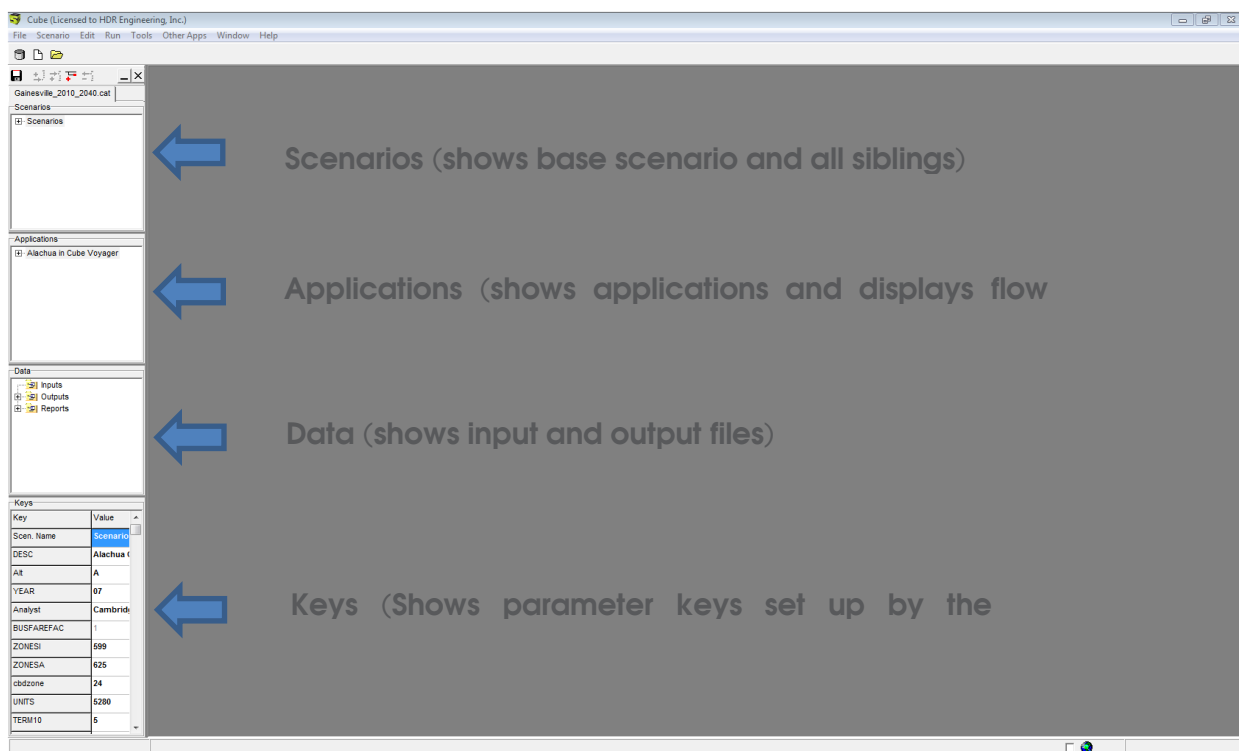 Cube (Licensed to HDR Engineering, Inc.)
File Scenario Edit Run Tools Other Apps Window Help
Gainesville_2010_2040.cat
Scenarios
Scenarios
Scenarios (shows base scenario and all siblings)
Applications
Alachua in Cube Voyager
Applications (shows applications and displays flow
Data
Inputs
Outputs
Reports
Data (shows input and output files)
Keys
Key Value
Scen. Name Scenario
DESC Alachua
Alt A
YEAR 07
Analyst Cambrid
BUSFAREFAC 1
ZONESI 599
ZONESA 625
cbdzone 24
UNITS 5280
TERM10 5
Keys (Shows parameter keys set up by the